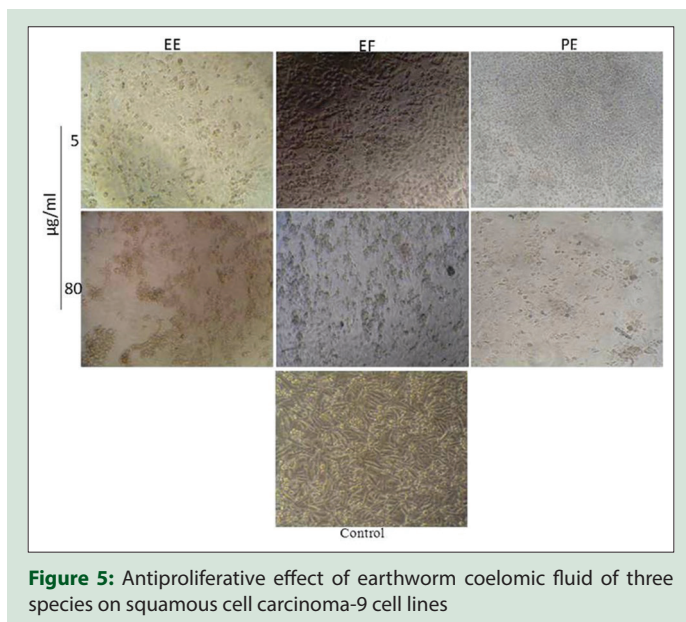 EE EF PE
5
µg/ml
80
Control
Figure 5: Antiproliferative effect of earthworm coelomic fluid of three
species on squamous cell carcinoma-9 cell lines